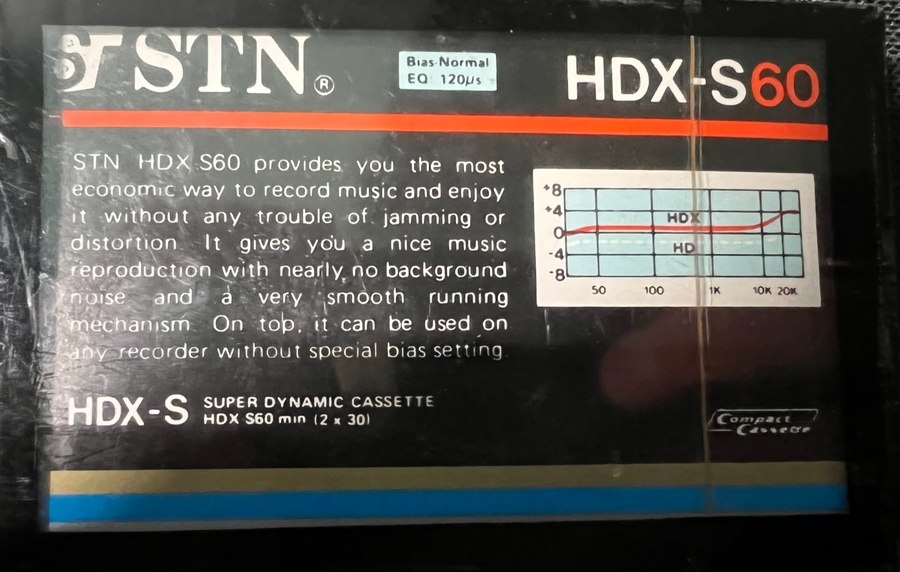 ST STN®
Bias-Normal
EQ: 120µs
HDX-S60
STN HDX-S60 provides you the most
economic way to record music and enjoy
it without any trouble of jamming or
distortion. It gives you a nice music
reproduction with nearly no background
noise and a very smooth running
mechanism. On top, it can be used on
any recorder without special bias setting.
+8
+4
0
-4
-8
HDX
HD
50 100 1K 10K 20K
HDX-S SUPER DYNAMIC CASSETTE
HDX S60 min (2 x 30)
Compact
Cassette